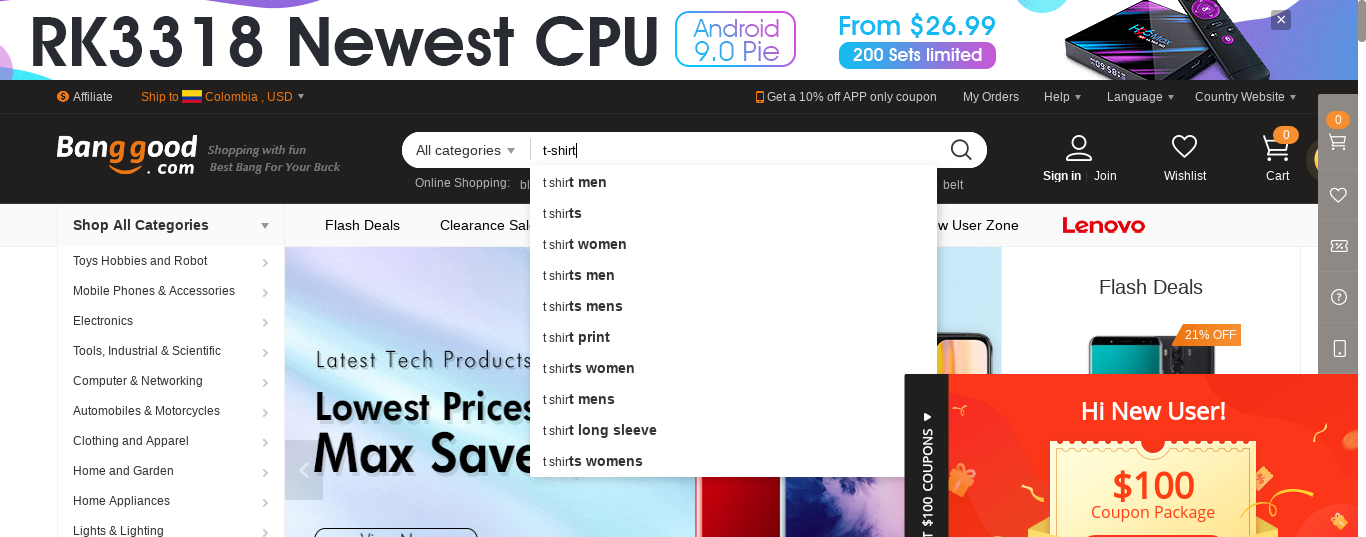 RK3318 Newest CPU
Android
9.0 Pie
From $26.99
200 Sets limited
Affiliate
Ship to Colombia , USD
Get a 10% off APP only coupon
My Orders
Help
Language
Country Website
0
Banggood
.com
Shopping with fun
Best Bang For Your Buck
All categories
t-shirt
0
Sign in | Join
Wishlist
Cart
Online Shopping:
bl
belt
t shirt men
t shirts
t shirt women
t shirts men
t shirts mens
t shirt print
t shirts women
t shirt mens
t shirt long sleeve
t shirts womens
Shop All Categories
Flash Deals
Clearance Sal
w User Zone
Lenovo
Toys Hobbies and Robot
Mobile Phones & Accessories
Electronics
Tools, Industrial & Scientific
Computer & Networking
Automobiles & Motorcycles
Clothing and Apparel
Home and Garden
Home Appliances
Lights & Lighting
Latest Tech Products
Lowest Prices
Max Save
Flash Deals
21% OFF
T $100 COUPONS
Hi New User!
$100
Coupon Package